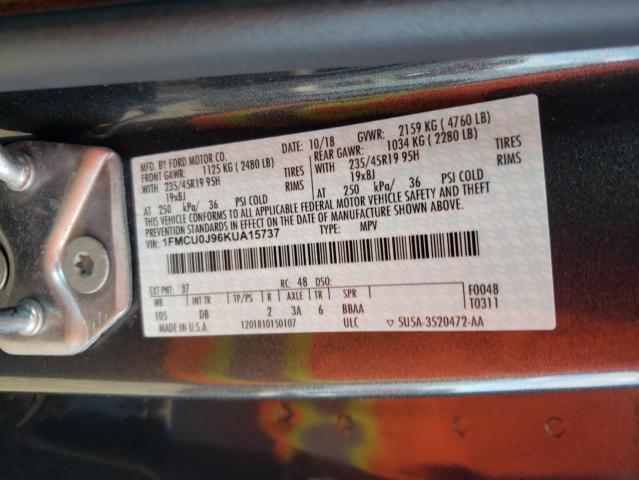 MFD. BY FORD MOTOR CO.
DATE: 10/18 GVWR: 2159 KG ( 4760 LB)
FRONT GAWR: 1125 KG ( 2480 LB) REAR GAWR: 1034 KG ( 2280 LB)
WITH 235/45R19 95H TIRES WITH 235/45R19 95H TIRES
19x8J RIMS 19x8J RIMS
AT 250 kPa/ 36 PSI COLD AT 250 kPa/ 36 PSI COLD
THIS VEHICLE CONFORMS TO ALL APPLICABLE FEDERAL MOTOR VEHICLE SAFETY AND THEFT
PREVENTION STANDARDS IN EFFECT ON THE DATE OF MANUFACTURE SHOWN ABOVE.
VIN: 1FMCU0J96KUA15737 TYPE: MPV
EXT PNT: J7 RC: 48 DSO: F0048
WB INT TR TP/PS R AXLE TR SPR T0311
105 DB 2 3A 6 BBAA
MADE IN U.S.A. 1201810150107 ULC 5U5A-3520472-AA